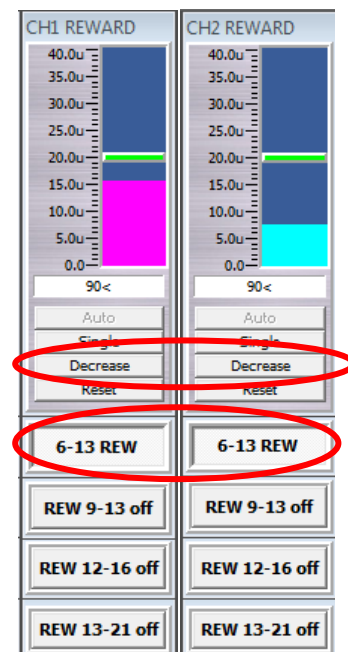 CH1 REWARD
40.0u
35.0u
30.0u
25.0u
20.0u
15.0u
10.0u
5.0u
0.0
90<
Auto
Single
Decrease
Reset
6-13 REW
REW 9-13 off
REW 12-16 off
REW 13-21 off
CH2 REWARD
40.0u
35.0u
30.0u
25.0u
20.0u
15.0u
10.0u
5.0u
0.0
90<
Auto
Single
Decrease
Reset
6-13 REW
REW 9-13 off
REW 12-16 off
REW 13-21 off